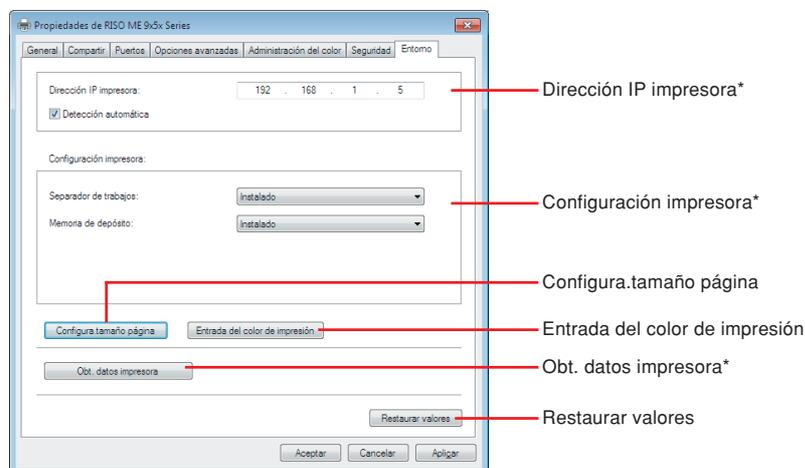 Propiedades de RISO ME 9x5x Series
General Compartir Puertos Opciones avanzadas Administración del color Seguridad Entorno
Dirección IP impresora: 192 . 168 . 1 . 5
Detección automática
Configuración impresora:
Separador de trabajos: Instalado
Memoria de depósito: Instalado
Configura.tamaño página Entrada del color de impresión
Obt. datos impresora
Restaurar valores
Aceptar Cancelar Aplicar
Dirección IP impresora*
Configuración impresora*
Configura.tamaño página
Entrada del color de impresión
Obt. datos impresora*
Restaurar valores